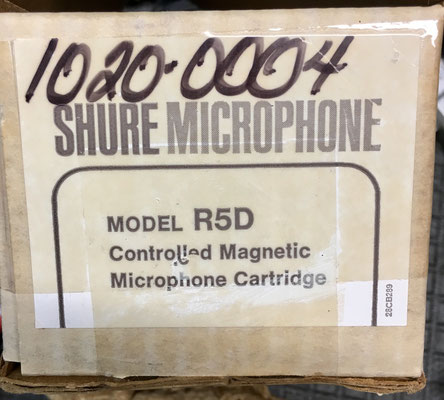 1020-0004
SHURE MICROPHONE
MODEL R5D
Controlled Magnetic
Microphone Cartridge
28CB289